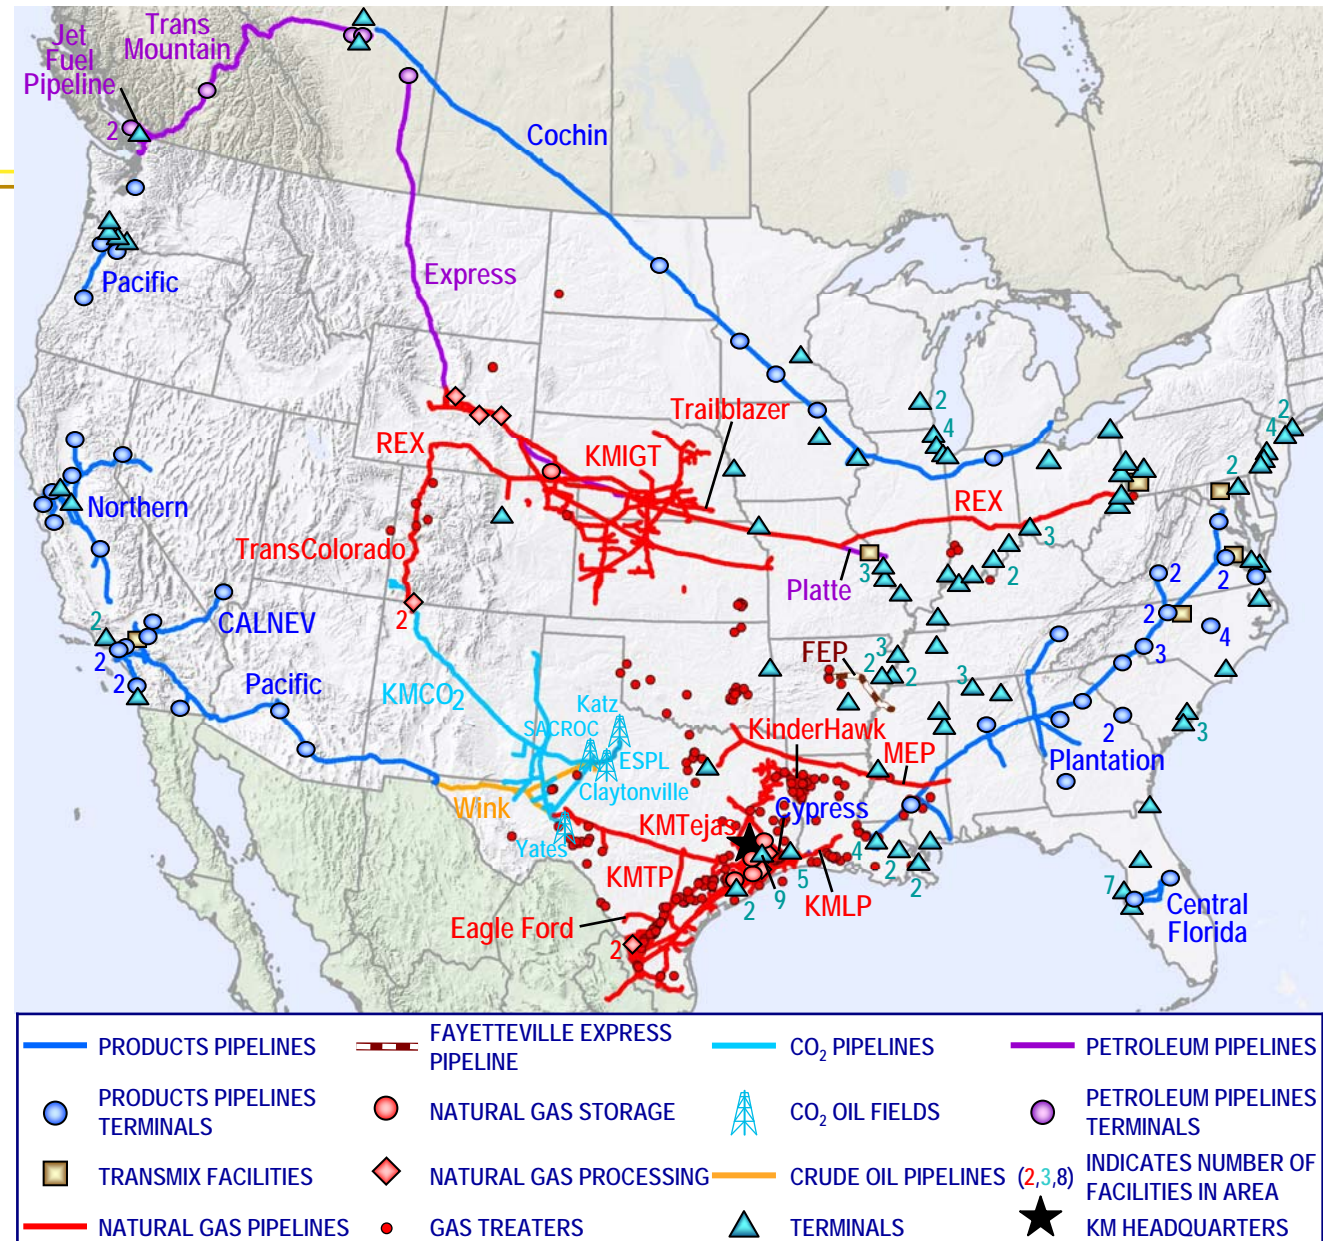 Trans
Mountain
Jet
Fuel
Pipeline
2
Cochin
Express
Pacific
Trailblazer
2
4
2
4
2
REX
KMIGT
REX
Northern
TransColorado
Platte
3
3
2
2
2
2
CALNEV
2
2
2
Pacific
KMCO2
FEP
3
2
2
3
4
3
2
3
Katz
SACROC
ESPL
Claytonville
KinderHawk
MEP
Plantation
Wink
Yates
KMTejas
Cypress
KMTP
5
9
2
KMLP
4
2
2
7
Central
Florida
Eagle Ford
2
PRODUCTS PIPELINES
FAYETTEVILLE EXPRESS
PIPELINE
CO2 PIPELINES
PETROLEUM PIPELINES
PRODUCTS PIPELINES
TERMINALS
NATURAL GAS STORAGE
CO2 OIL FIELDS
PETROLEUM PIPELINES
TERMINALS
TRANSMIX FACILITIES
NATURAL GAS PROCESSING
CRUDE OIL PIPELINES
(2,3,8) INDICATES NUMBER OF
FACILITIES IN AREA
NATURAL GAS PIPELINES
GAS TREATERS
TERMINALS
KM HEADQUARTERS